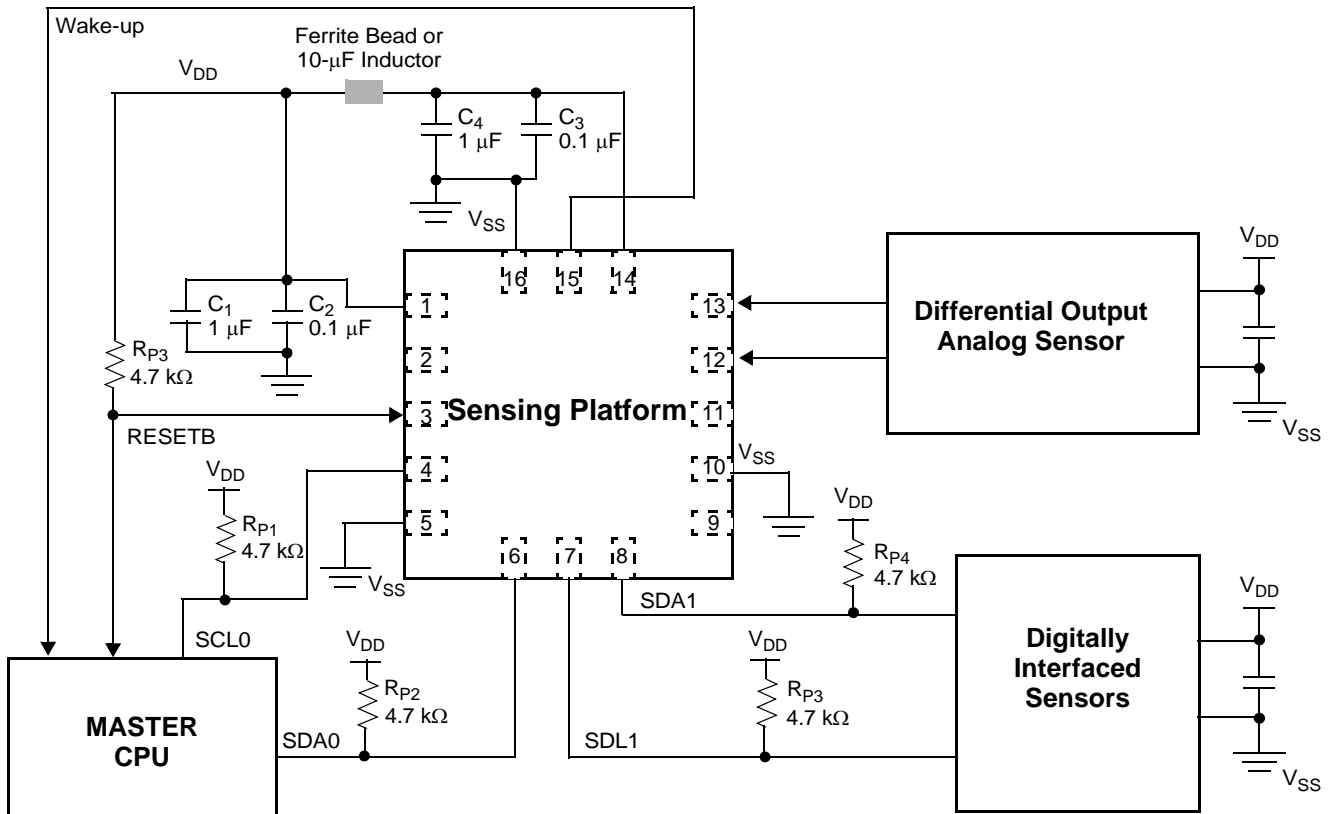 Wake-up
Ferrite Bead or
10-μF Inductor
VDD
C4
1 μF
C3
0.1 μF
VSS
16
15
14
C1
1 μF
C2
0.1 μF
RP3
4.7 kΩ
RESETB
1
2
3
4
5
6
7
8
9
10
11
12
13
Sensing Platform
VSS
Differential Output
Analog Sensor
VDD
VSS
VDD
RP1
4.7 kΩ
VSS
SCL0
VDD
RP2
4.7 kΩ
SDA0
MASTER
CPU
VDD
RP4
4.7 kΩ
SDA1
VDD
RP3
4.7 kΩ
SDL1
Digitally
Interfaced
Sensors
VDD
VSS